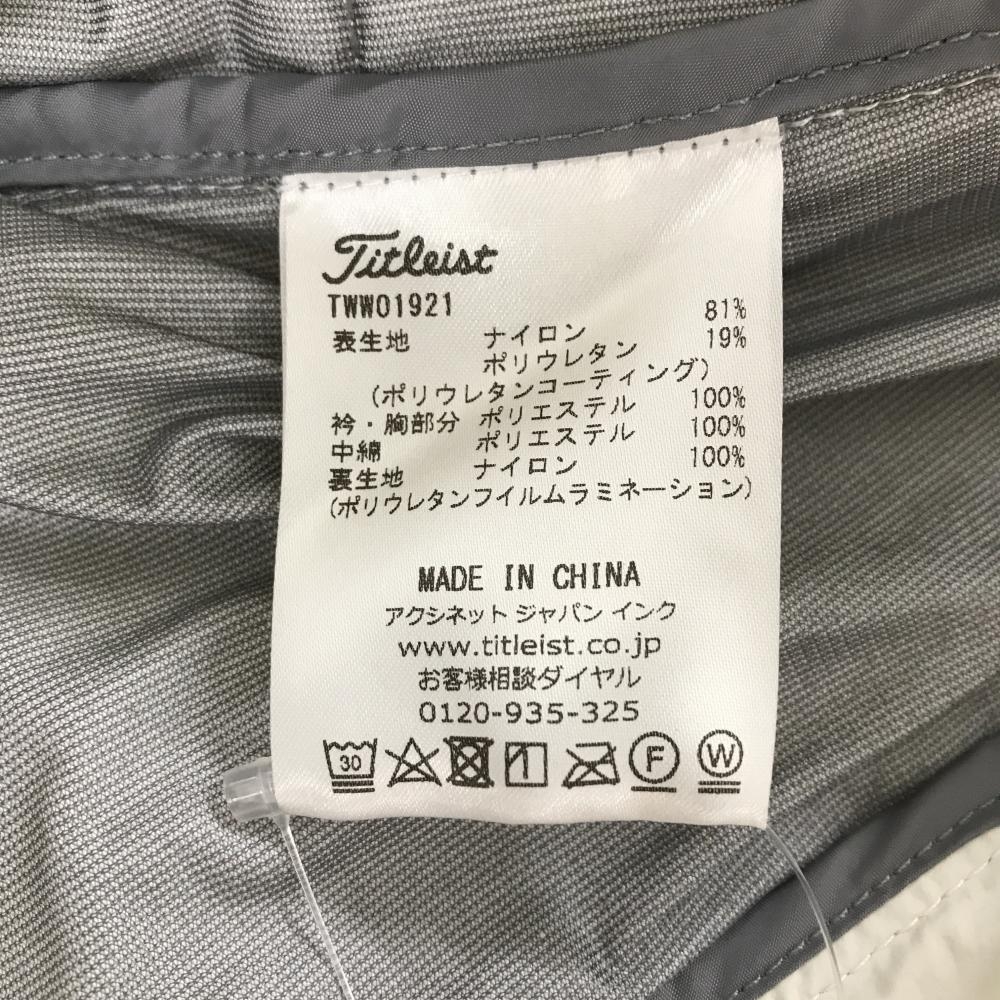 Titleist
TWW01921
表生地 ナイロン 81%
ポリウレタン 19%
(ポリウレタンコーティング)
衿・胸部分 ポリエステル 100%
中綿 ポリエステル 100%
裏生地 ナイロン 100%
(ポリウレタンフイルムラミネーション)
MADE IN CHINA
アクシネット ジャパン インク
www.titleist.co.jp
お客様相談ダイヤル
0120-935-325
30 F W